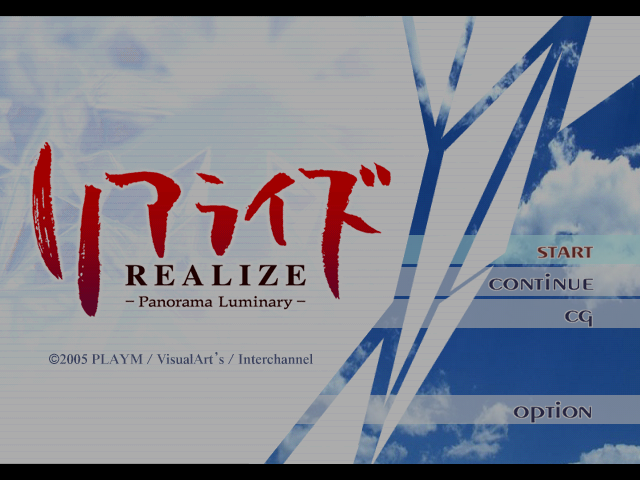 リアライズ
REALIZE
– Panorama Luminary –
©2005 PLAYM / VisualArt's / Interchannel
START
CONTINUE
CG
OPTION